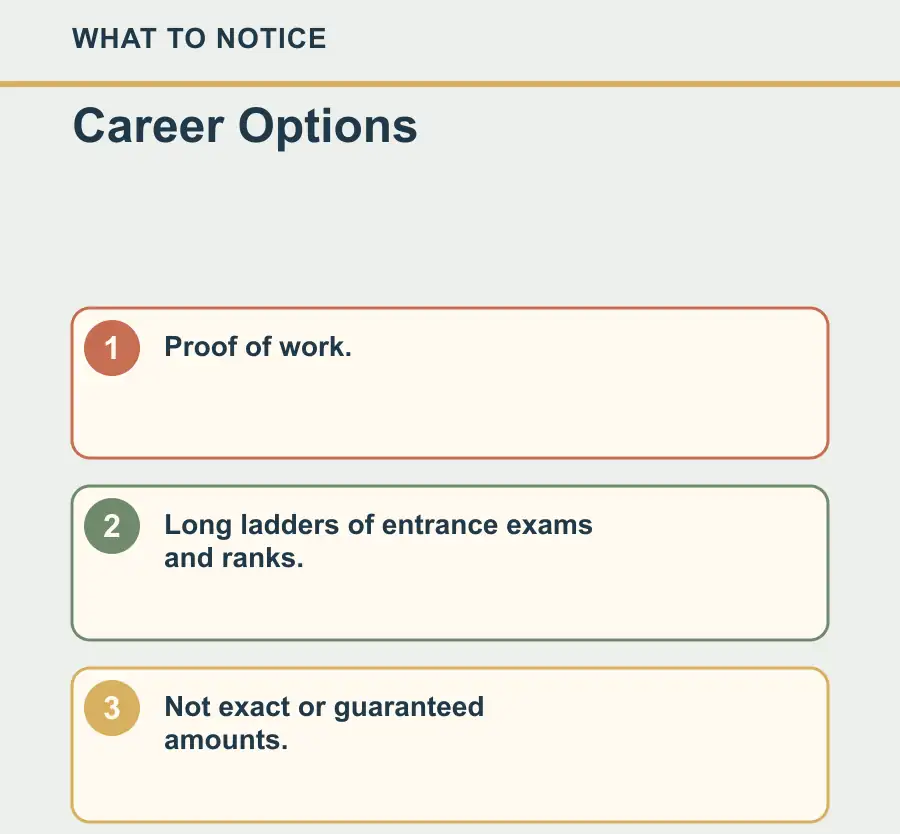 WHAT TO NOTICE
Career Options
1
Proof of work.
2
Long ladders of entrance exams
and ranks.
3
Not exact or guaranteed
amounts.